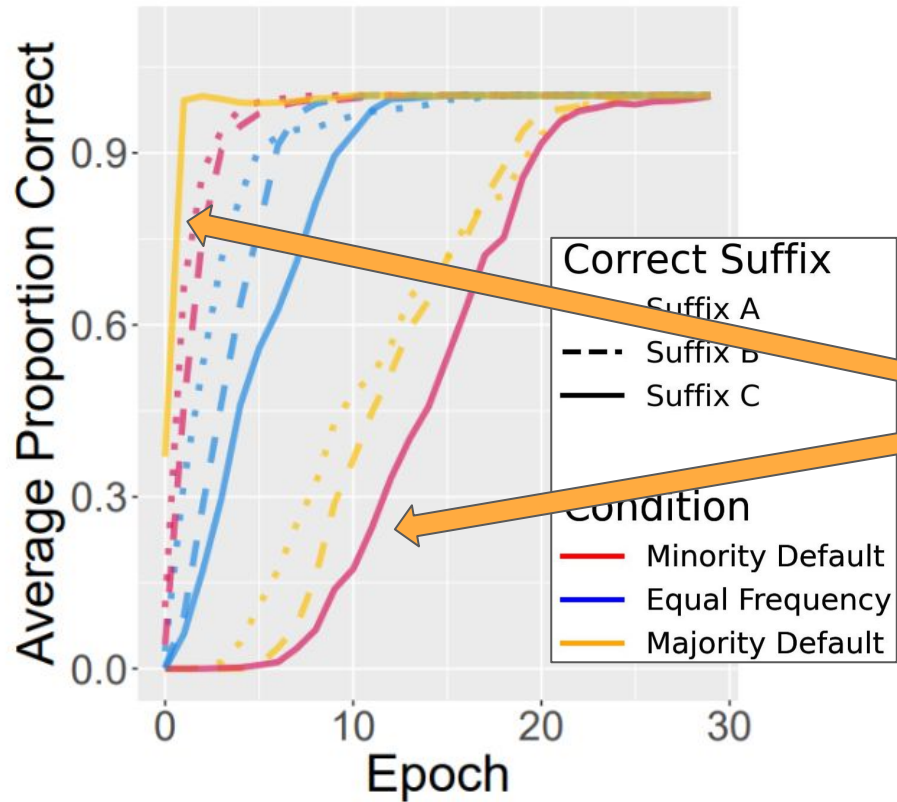 Average Proportion Correct
0.9
0.6
0.3
0.0
0
10
20
30
Epoch
Correct Suffix
Suffix A
Suffix B
Suffix C
Condition
Minority Default
Equal Frequency
Majority Default